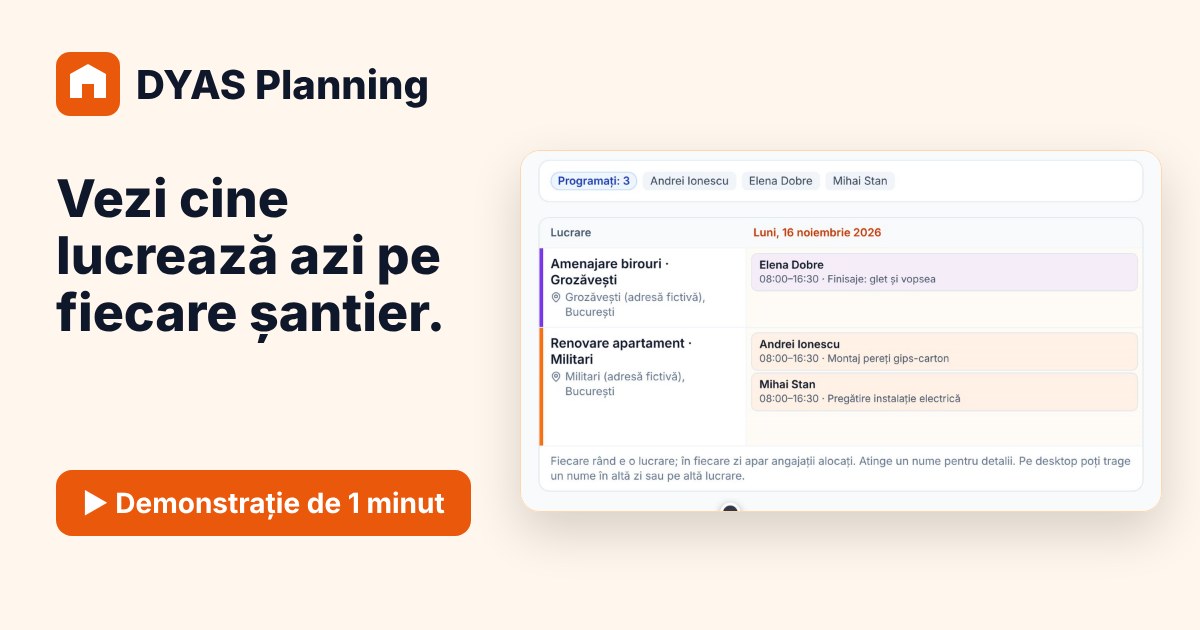 DYAS Planning
Vezi cine
lucrează azi pe
fiecare șantier.
▶ Demonstrație de 1 minut
Programați: 3 Andrei Ionescu Elena Dobre Mihai Stan
Lucrare Luni, 16 noiembrie 2026
Amenajare birouri ·
Grozăvești
Grozăvești (adresă fictivă),
București
Elena Dobre
08:00–16:30 · Finisaje: glet și vopsea
Renovare apartament ·
Militari
Militari (adresă fictivă),
București
Andrei Ionescu
08:00–16:30 · Montaj pereți gips-carton
Mihai Stan
08:00–16:30 · Pregătire instalație electrică
Fiecare rând e o lucrare; în fiecare zi apar angajații alocați. Atinge un nume pentru detalii. Pe desktop poți trage
un nume în altă zi sau pe altă lucrare.